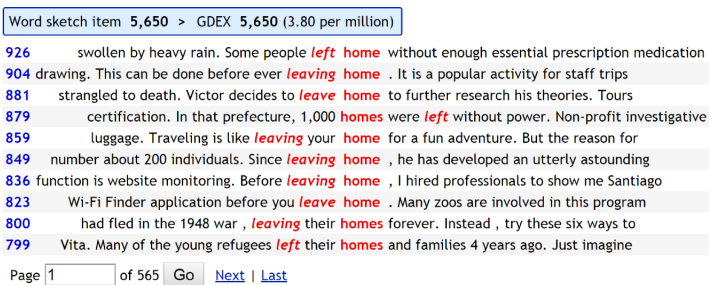 Word sketch item 5,650 > GDEX 5,650 (3.80 per million)
926 swollen by heavy rain. Some people left home without enough essential prescription medication
904 drawing. This can be done before ever leaving home . It is a popular activity for staff trips
881 strangled to death. Victor decides to leave home to further research his theories. Tours
879 certification. In that prefecture, 1,000 homes were left without power. Non-profit investigative
859 luggage. Traveling is like leaving your home for a fun adventure. But the reason for
849 number about 200 individuals. Since leaving home , he has developed an utterly astounding
836 function is website monitoring. Before leaving home , I hired professionals to show me Santiago
823 Wi-Fi Finder application before you leave home . Many zoos are involved in this program
800 had fled in the 1948 war , leaving their homes forever. Instead , try these six ways to
799 Vita. Many of the young refugees left their homes and families 4 years ago. Just imagine
Page 1 of 565 Go Next | Last